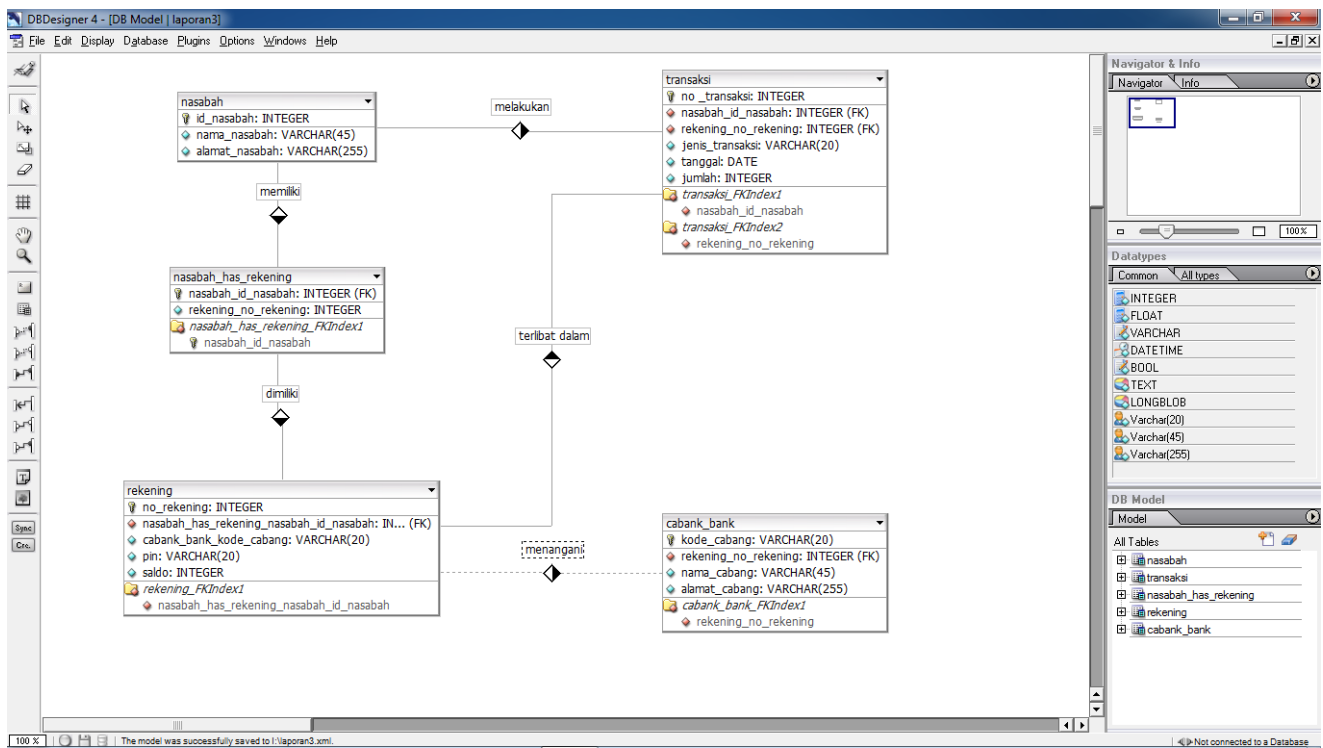 DBDesigner 4 - [DB Model | laporan3]
File Edit Display Database Plugins Options Windows Help
nasabah
id_nasabah: INTEGER
nama_nasabah: VARCHAR(45)
alamat_nasabah: VARCHAR(255)
melakukan
transaksi
no _transaksi: INTEGER
nasabah_id_nasabah: INTEGER (FK)
rekening_no_rekening: INTEGER (FK)
jenis_transaksi: VARCHAR(20)
tanggal: DATE
jumlah: INTEGER
transaksi_FKIndex1
nasabah_id_nasabah
transaksi_FKIndex2
rekening_no_rekening
memiliki
nasabah_has_rekening
nasabah_id_nasabah: INTEGER (FK)
rekening_no_rekening: INTEGER
nasabah_has_rekening_FKIndex1
nasabah_id_nasabah
terlibat dalam
dimiliki
rekening
no_rekening: INTEGER
nasabah_has_rekening_nasabah_id_nasabah: IN... (FK)
cabank_bank_kode_cabang: VARCHAR(20)
pin: VARCHAR(20)
saldo: INTEGER
rekening_FKIndex1
nasabah_has_rekening_nasabah_id_nasabah
menangani
cabank_bank
kode_cabang: VARCHAR(20)
rekening_no_rekening: INTEGER (FK)
nama_cabang: VARCHAR(45)
alamat_cabang: VARCHAR(255)
cabank_bank_FKIndex1
rekening_no_rekening
Navigator & Info
Navigator Info
100%
Datatypes
Common All types
INTEGER
FLOAT
VARCHAR
DATETIME
BOOL
TEXT
LONGBLOB
Varchar(20)
Varchar(45)
Varchar(255)
DB Model
Model
All Tables
nasabah
transaksi
nasabah_has_rekening
rekening
cabank_bank
Sync
Cre.
100 % The model was successfully saved to I:\laporan3.xml.
Not connected to a Database